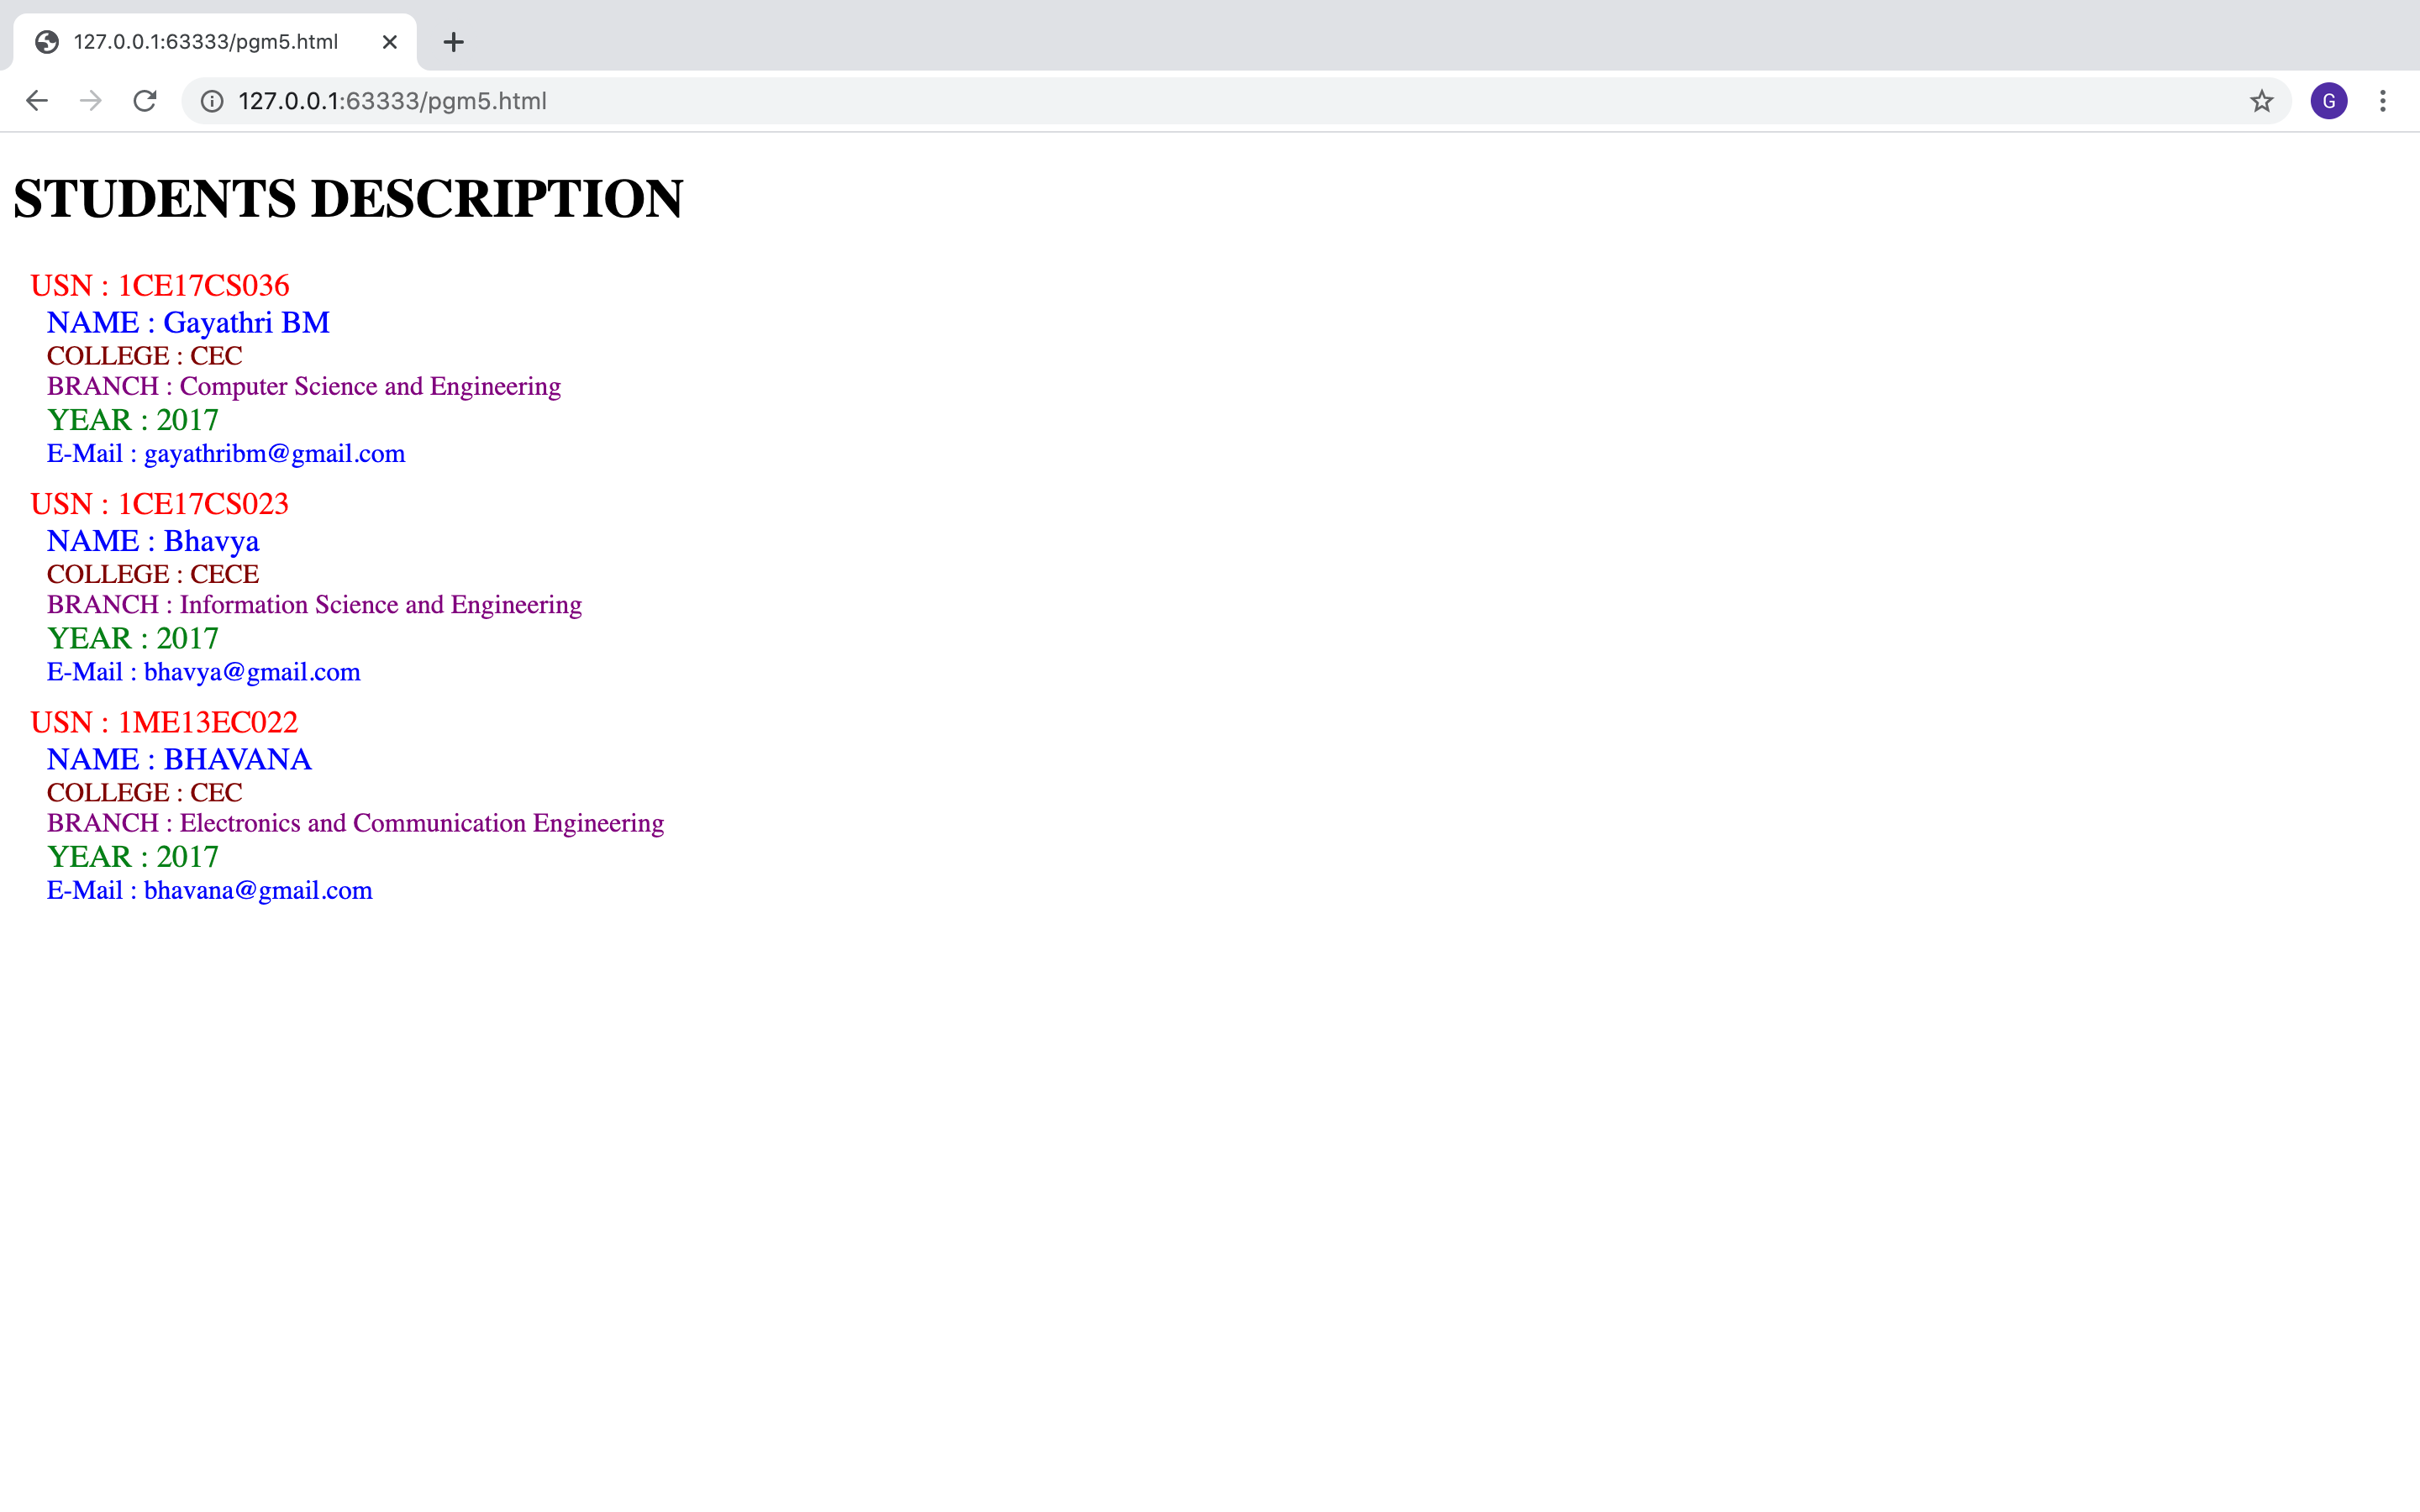 127.0.0.1:63333/pgm5.html
127.0.0.1:63333/pgm5.html
G
STUDENTS DESCRIPTION
USN : 1CE17CS036
NAME : Gayathri BM
COLLEGE : CEC
BRANCH : Computer Science and Engineering
YEAR : 2017
E-Mail : gayathribm@gmail.com
USN : 1CE17CS023
NAME : Bhavya
COLLEGE : CECE
BRANCH : Information Science and Engineering
YEAR : 2017
E-Mail : bhavya@gmail.com
USN : 1ME13EC022
NAME : BHAVANA
COLLEGE : CEC
BRANCH : Electronics and Communication Engineering
YEAR : 2017
E-Mail : bhavana@gmail.com